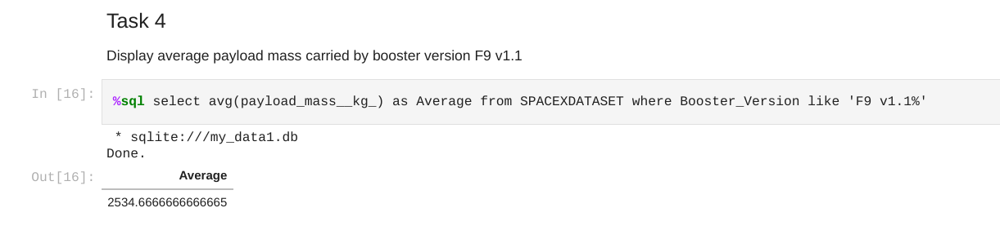 Task 4
Display average payload mass carried by booster version F9 v1.1
In [16]: %sql select avg(payload_mass__kg_) as Average from SPACEXDATASET where Booster_Version like 'F9 v1.1%'
* sqlite:///my_data1.db
Done.
Out[16]: Average
2534.6666666666665